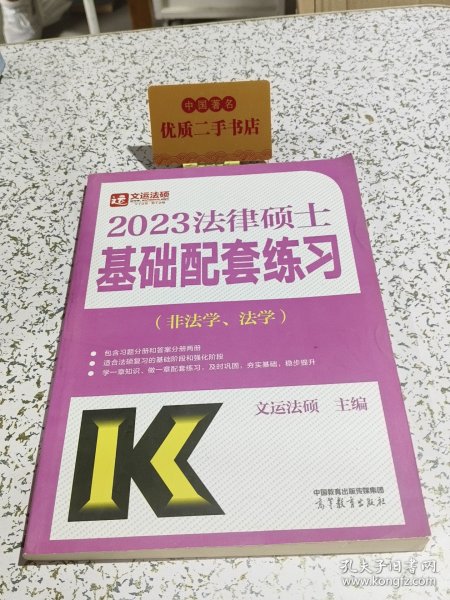 中国著名
优质二手书店
文运法硕
2023法律硕士
基础配套练习
(非法学、法学)
包含习题分册和答案分册两册
适合法硕复习的基础阶段和强化阶段
学一章知识、做一章配套练习,及时巩固,夯实基础,稳步提升
文运法硕 主编
K
中国教育出版传媒集团
高等教育出版社
孔夫子旧书网
www.kongfz.com